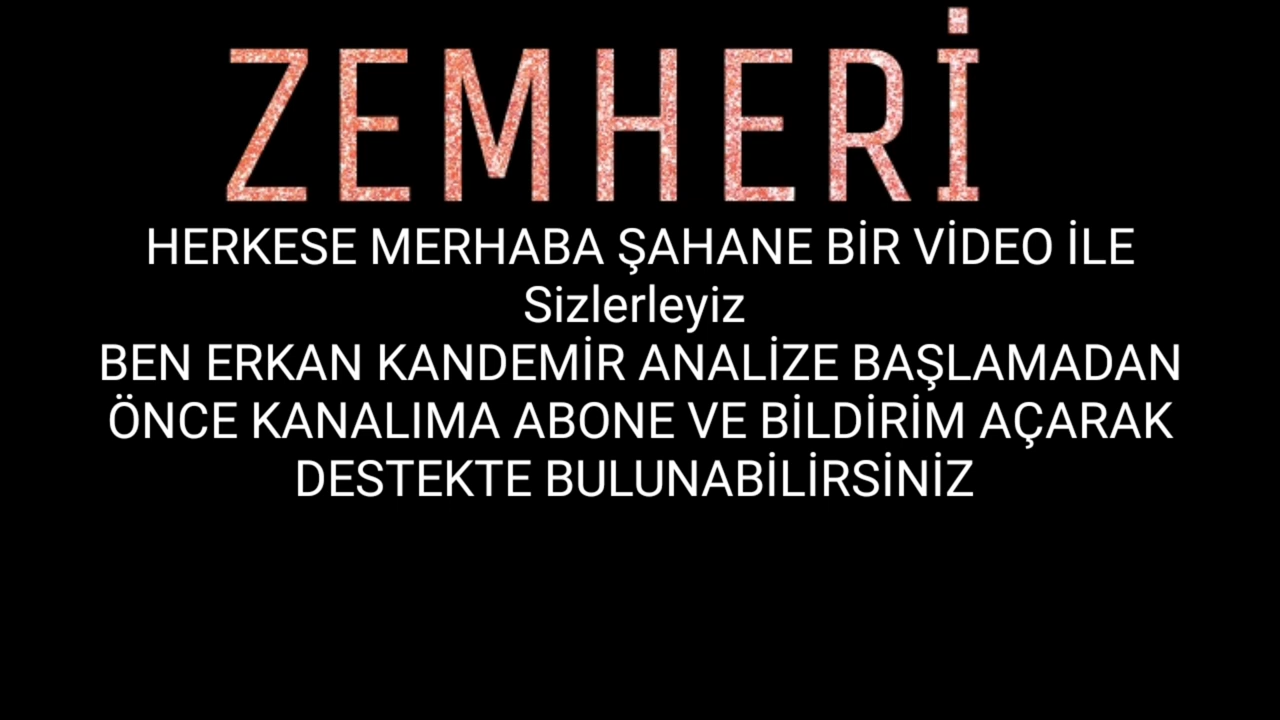 ZEMHERİ
HERKESE MERHABA ŞAHANE BİR VİDEO İLE
Sizlerleyiz
BEN ERKAN KANDEMİR ANALİZE BAŞLAMADAN
ÖNCE KANALIMA ABONE VE BİLDİRİM AÇARAK
DESTEKTE BULUNABİLİRSİNİZ